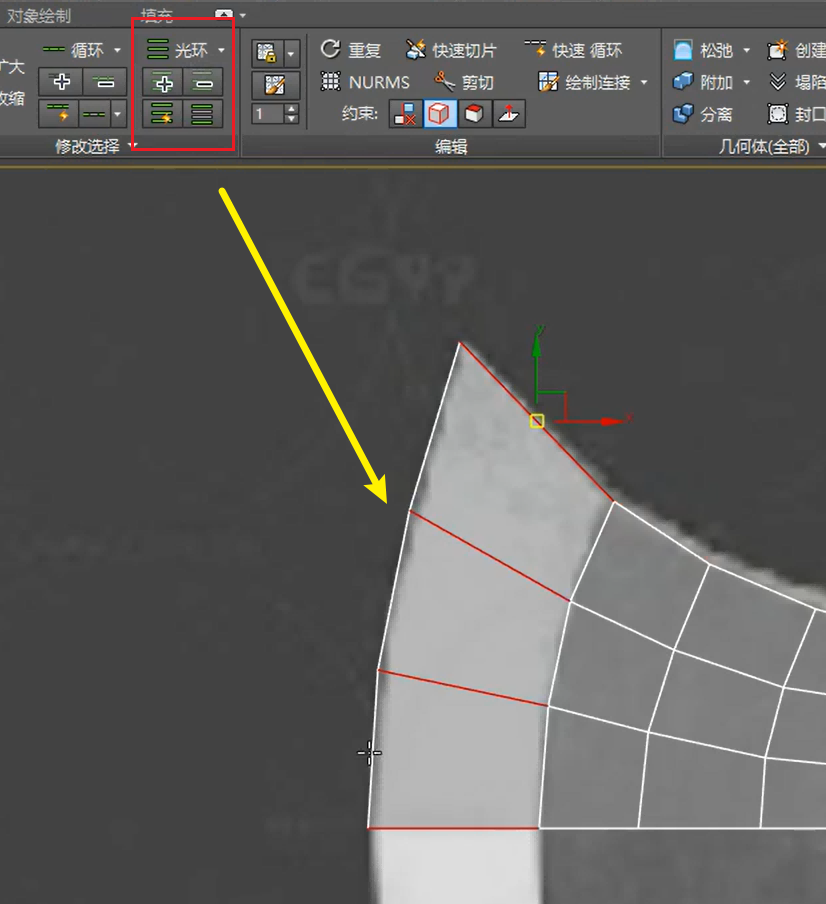 对象绘制 填充
循环 光环 重复 快速切片 快速 循环 松弛 创建
扩大 NURMS 剪切 绘制连接 附加 塌陷
收缩 1 约束: 分离 封口
修改选择 编辑 几何体(全部)
CG99
y
x